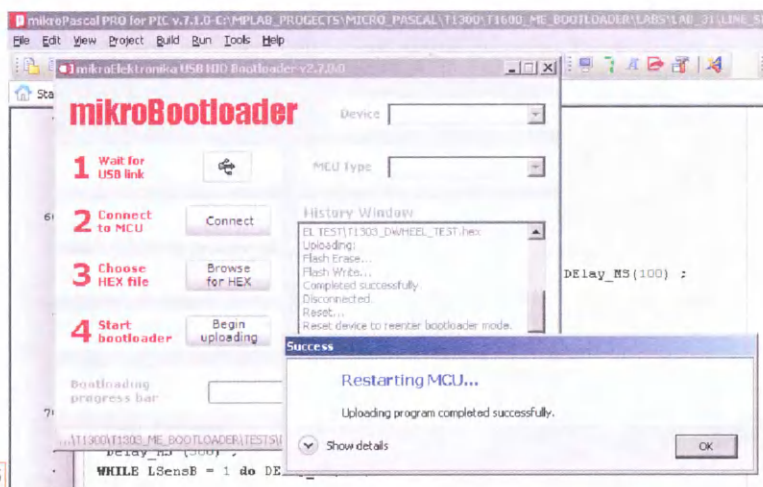 mikroPascal PRO for PIC v.7.1.0-C:\MPLAB_PROGECTS\MICRO_PASCAL\T1300\T1600_ME_BOOTLOADER\LABS\LAB_31\LINE_S
File Edit View Project Build Run Tools Help
mikroElektronika USB HID Bootloader v2.7.0.0
Sta
mikroBootloader
Device
1 Wait for USB link
MCU Type
2 Connect to MCU
Connect
History Window
EL TEST\T1303_DWHEEL_TEST.hex
Uploading:
Flash Erase...
Flash Write...
Completed successfully.
Disconnected.
Reset...
Reset device to reenter bootloader mode.
3 Choose HEX file
Browse for HEX
DElay_MS(100) ;
4 Start bootloader
Begin uploading
Success
Restarting MCU...
Uploading program completed successfully.
Show details
OK
Bootloading progress bar
...\T1300\T1303_ME_BOOTLOADER\TESTS\
Delay_MS (500) ;
WHILE LSensB = 1 do DE